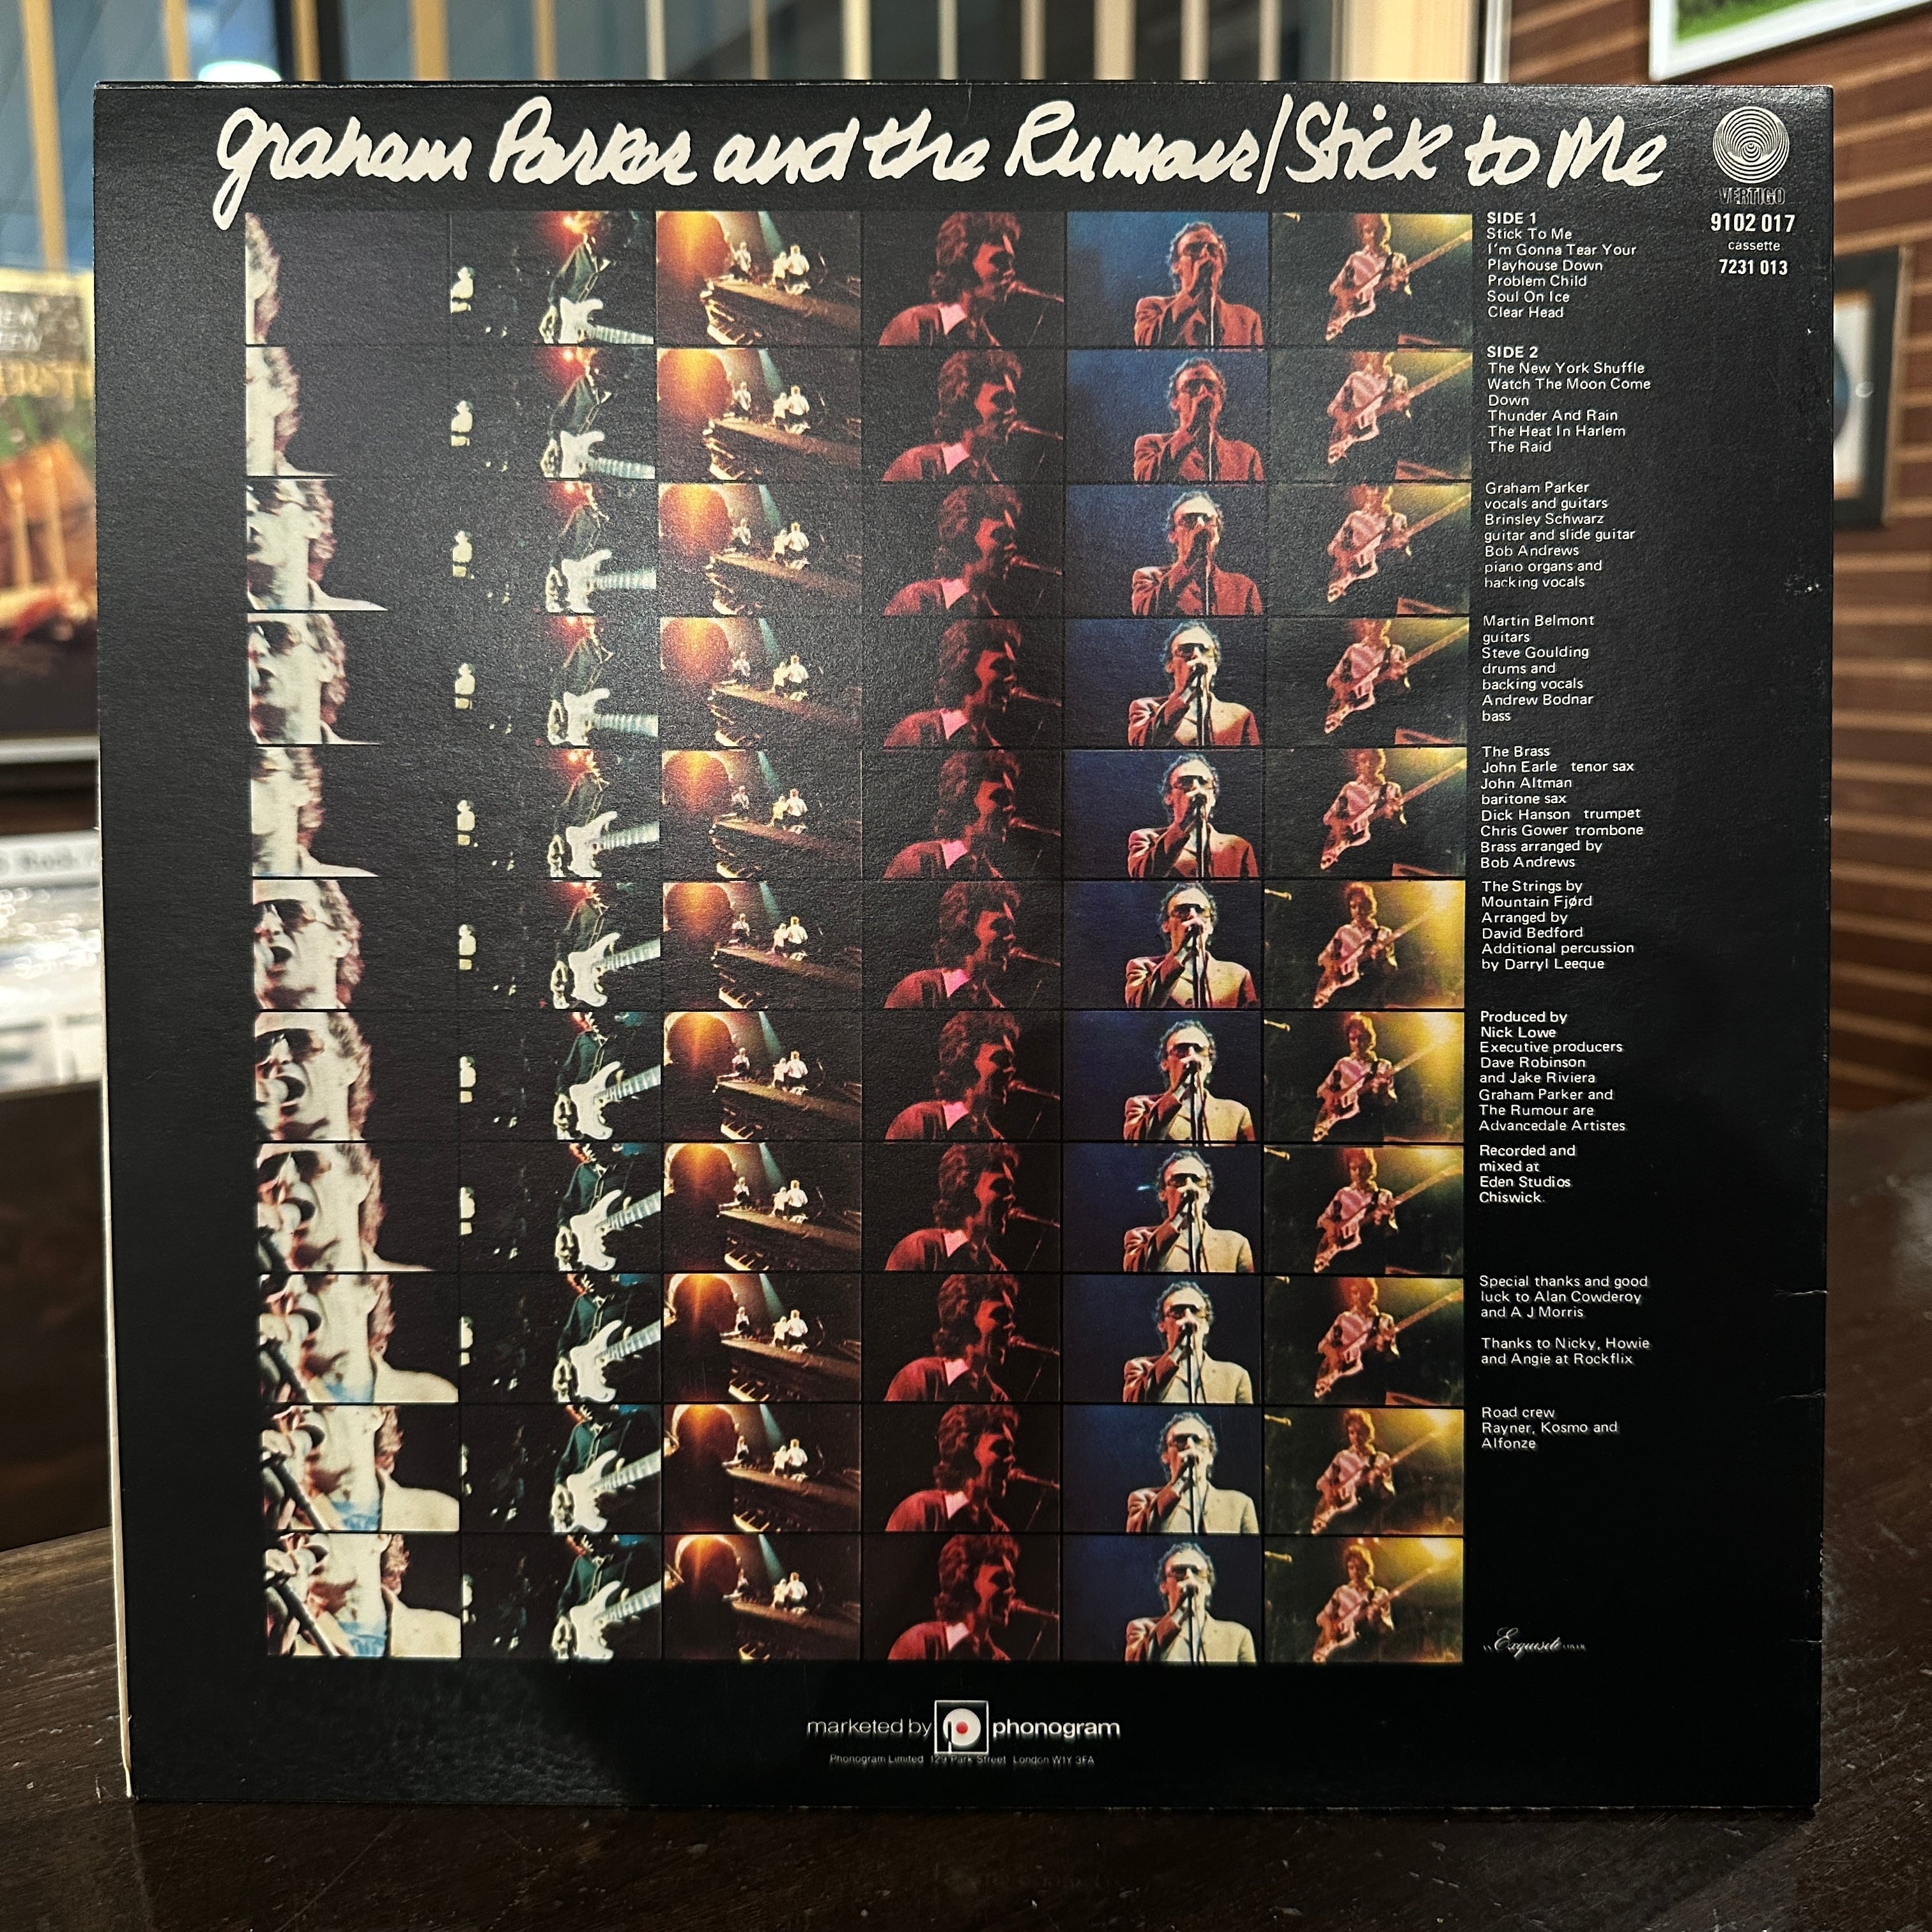 Graham Parker and the Rumour/Stick to Me
VERTIGO
9102 017
cassette
7231 013
SIDE 1
Stick To Me
I'm Gonna Tear Your
Playhouse Down
Problem Child
Soul On Ice
Clear Head
SIDE 2
The New York Shuffle
Watch The Moon Come
Down
Thunder And Rain
The Heat In Harlem
The Raid
Graham Parker
vocals and guitars
Brinsley Schwarz
guitar and slide guitar
Bob Andrews
piano organs and
backing vocals
Martin Belmont
guitars
Steve Goulding
drums and
backing vocals
Andrew Bodnar
bass
The Brass
John Earle tenor sax
John Altman
baritone sax
Dick Hanson trumpet
Chris Gower trombone
Brass arranged by
Bob Andrews
The Strings by
Mountain Fjørd
Arranged by
David Bedford
Additional percussion
by Darryl Leeque
Produced by
Nick Lowe
Executive producers
Dave Robinson
and Jake Riviera
Graham Parker and
The Rumour are
Advancedale Artistes
Recorded and
mixed at
Eden Studios
Chiswick.
Special thanks and good
luck to Alan Cowderoy
and A J Morris
Thanks to Nicky, Howie
and Angie at Rockflix
Road crew
Rayner, Kosmo and
Alfonze
Exquisite
marketed by phonogram
Phonogram Limited 129 Park Street London W1Y 3FA